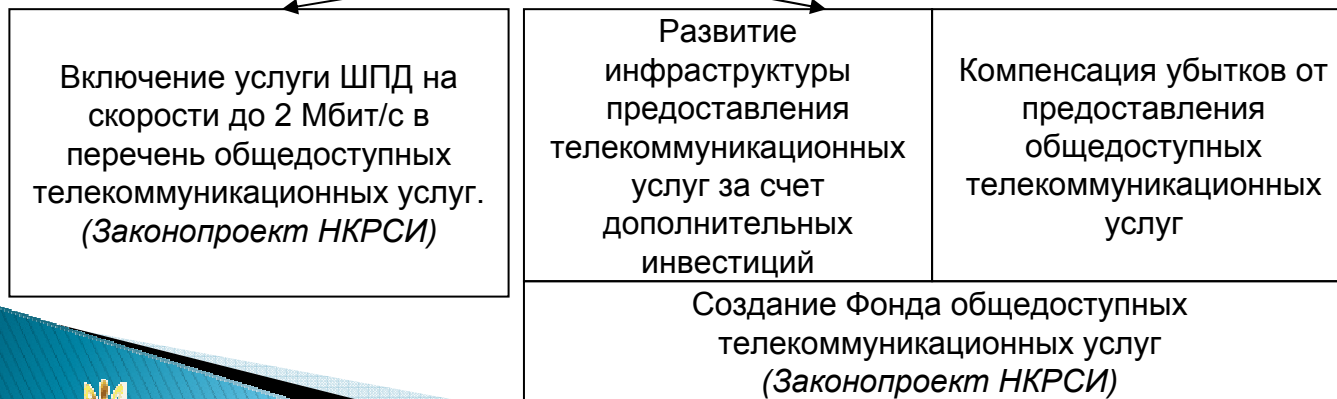 Включение услуги ШПД на
скорости до 2 Мбит/с в
перечень общедоступных
телекоммуникационных услуг.
(Законопроект НКРСИ)
Развитие
инфраструктуры
предоставления
телекоммуникационных
услуг за счет
дополнительных
инвестиций
Компенсация убытков от
предоставления
общедоступных
телекоммуникационных
услуг
Создание Фонда общедоступных
телекоммуникационных услуг
(Законопроект НКРСИ)